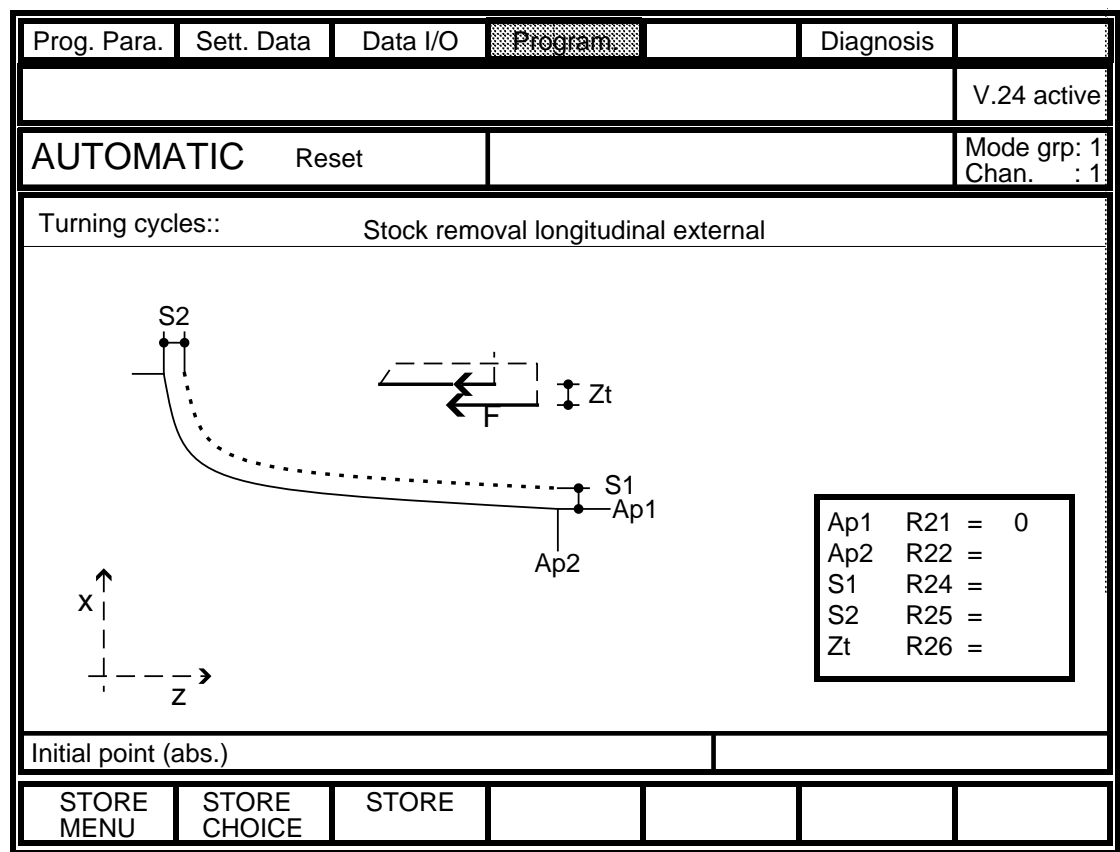 Prog. Para. Sett. Data Data I/O Program. Diagnosis
V.24 active
AUTOMATIC Reset Mode grp: 1
Chan. : 1
Turning cycles:: Stock removal longitudinal external
S2
Zt
F
S1
Ap1
Ap2
x
z
Ap1 R21 = 0
Ap2 R22 =
S1 R24 =
S2 R25 =
Zt R26 =
Initial point (abs.)
STORE MENU STORE CHOICE STORE